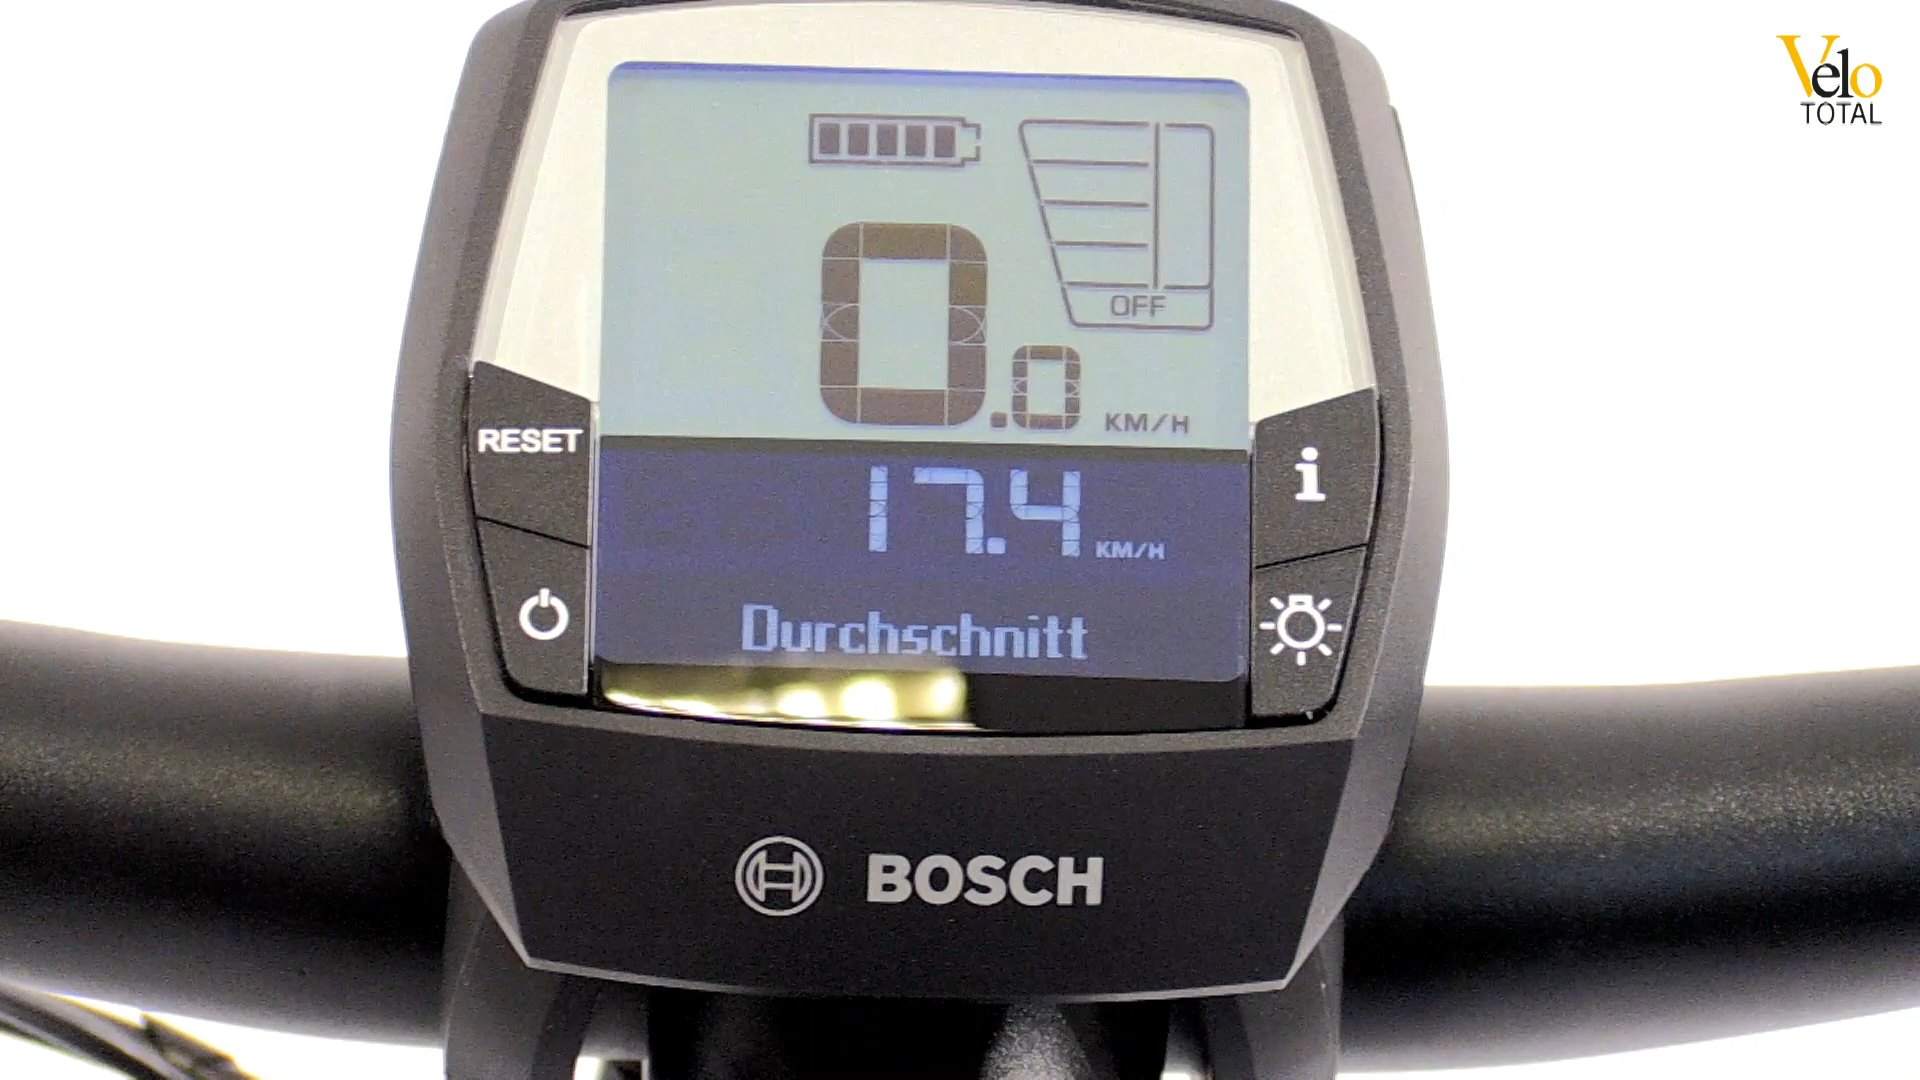 Velo
TOTAL
OFF
0.0 KM/H
RESET
i
17.4 KM/H
Durchschnitt
BOSCH